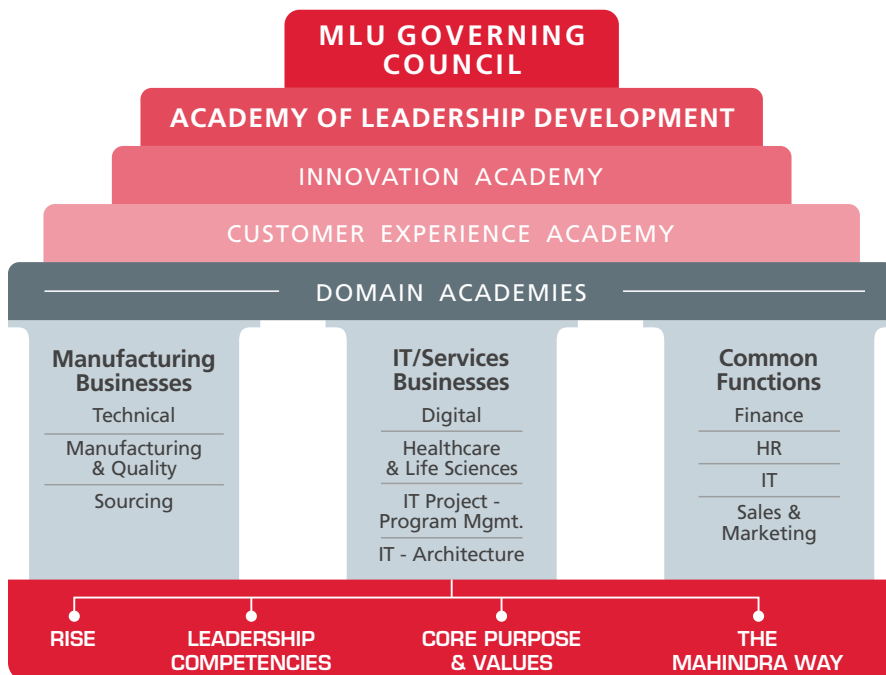 MLU GOVERNING
COUNCIL
ACADEMY OF LEADERSHIP DEVELOPMENT
INNOVATION ACADEMY
CUSTOMER EXPERIENCE ACADEMY
DOMAIN ACADEMIES
Manufacturing
Businesses
Technical
Manufacturing
& Quality
Sourcing
IT/Services
Businesses
Digital
Healthcare
& Life Sciences
IT Project -
Program Mgmt.
IT - Architecture
Common
Functions
Finance
HR
IT
Sales &
Marketing
RISE
LEADERSHIP
COMPETENCIES
CORE PURPOSE
& VALUES
THE
MAHINDRA WAY